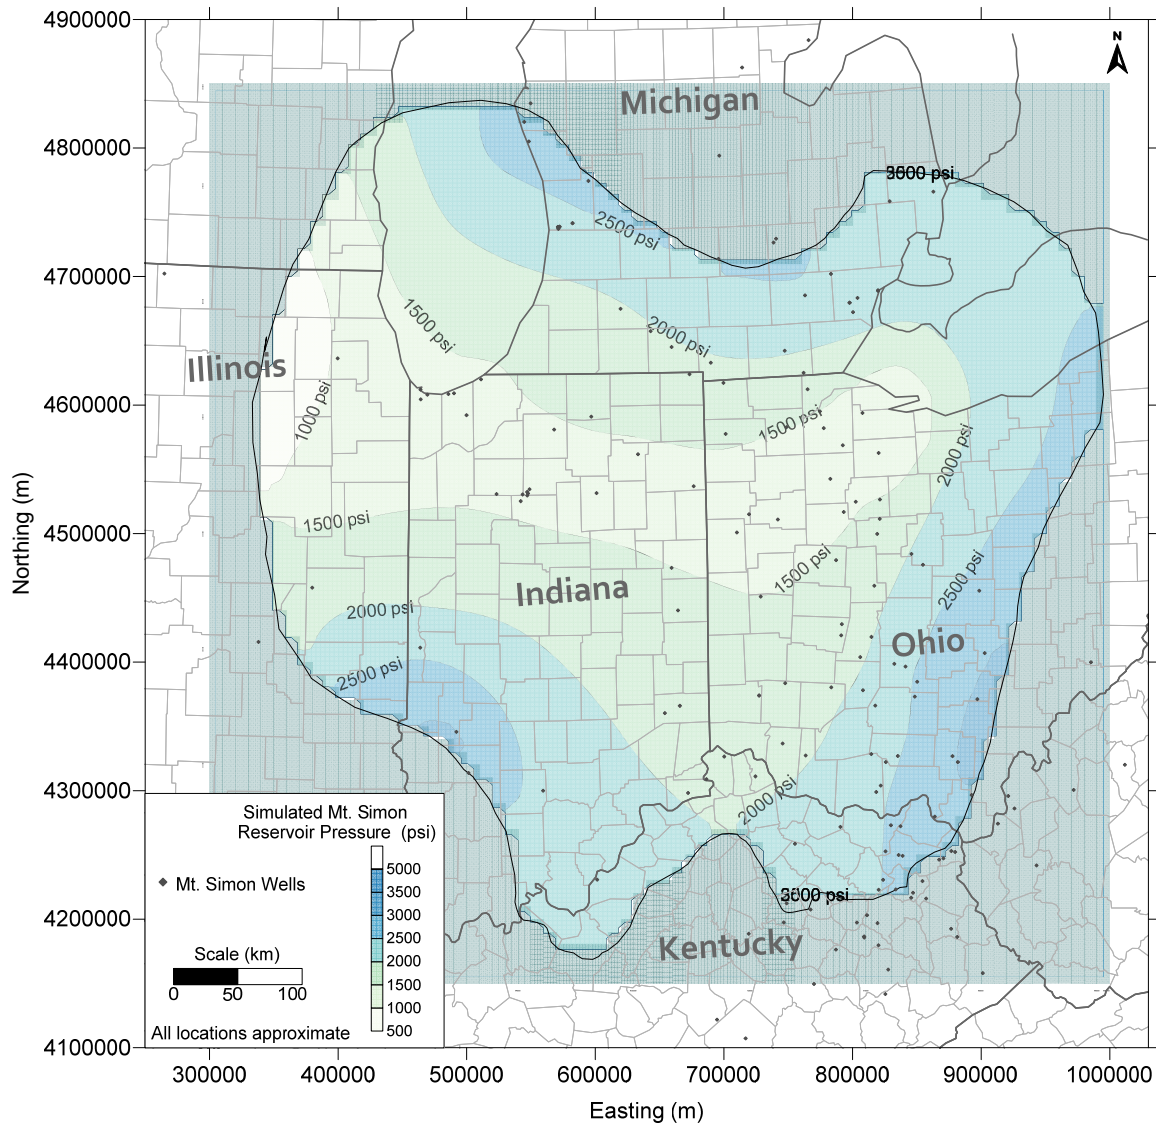 4900000
N
Michigan
4800000
3500 psi
2500 psi
4700000
1500 psi
2000 psi
Illinois
1000 psi
4600000
1500 psi
2000 psi
1500 psi
4500000
Northing (m)
1500 psi
2500 psi
Indiana
2000 psi
Ohio
4400000
2500 psi
4300000
2000 psi
Simulated Mt. Simon
Reservoir Pressure (psi)
5000
3500
3000
2500
2000
1500
1000
500
Mt. Simon Wells
psi
4200000
Kentucky
Scale (km)
0 50 100
All locations approximate
4100000
300000 400000 500000 600000 700000 800000 900000 1000000
Easting (m)